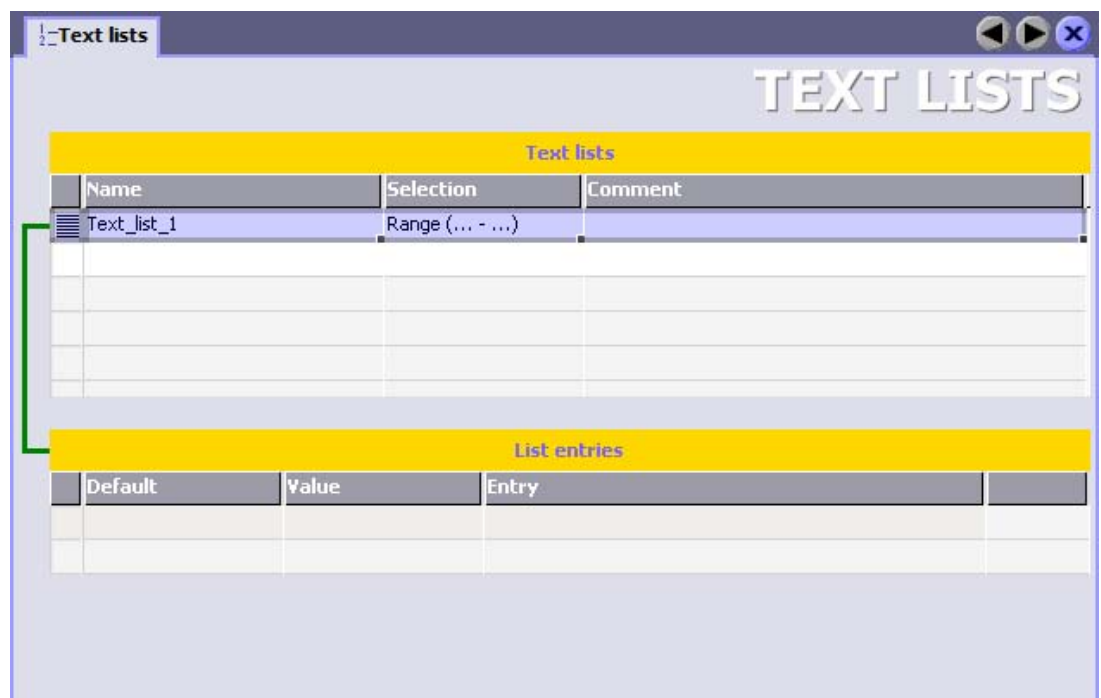 Text lists
TEXT LISTS
Text lists
Name Selection Comment
Text_list_1 Range (... - ...)
List entries
Default Value Entry